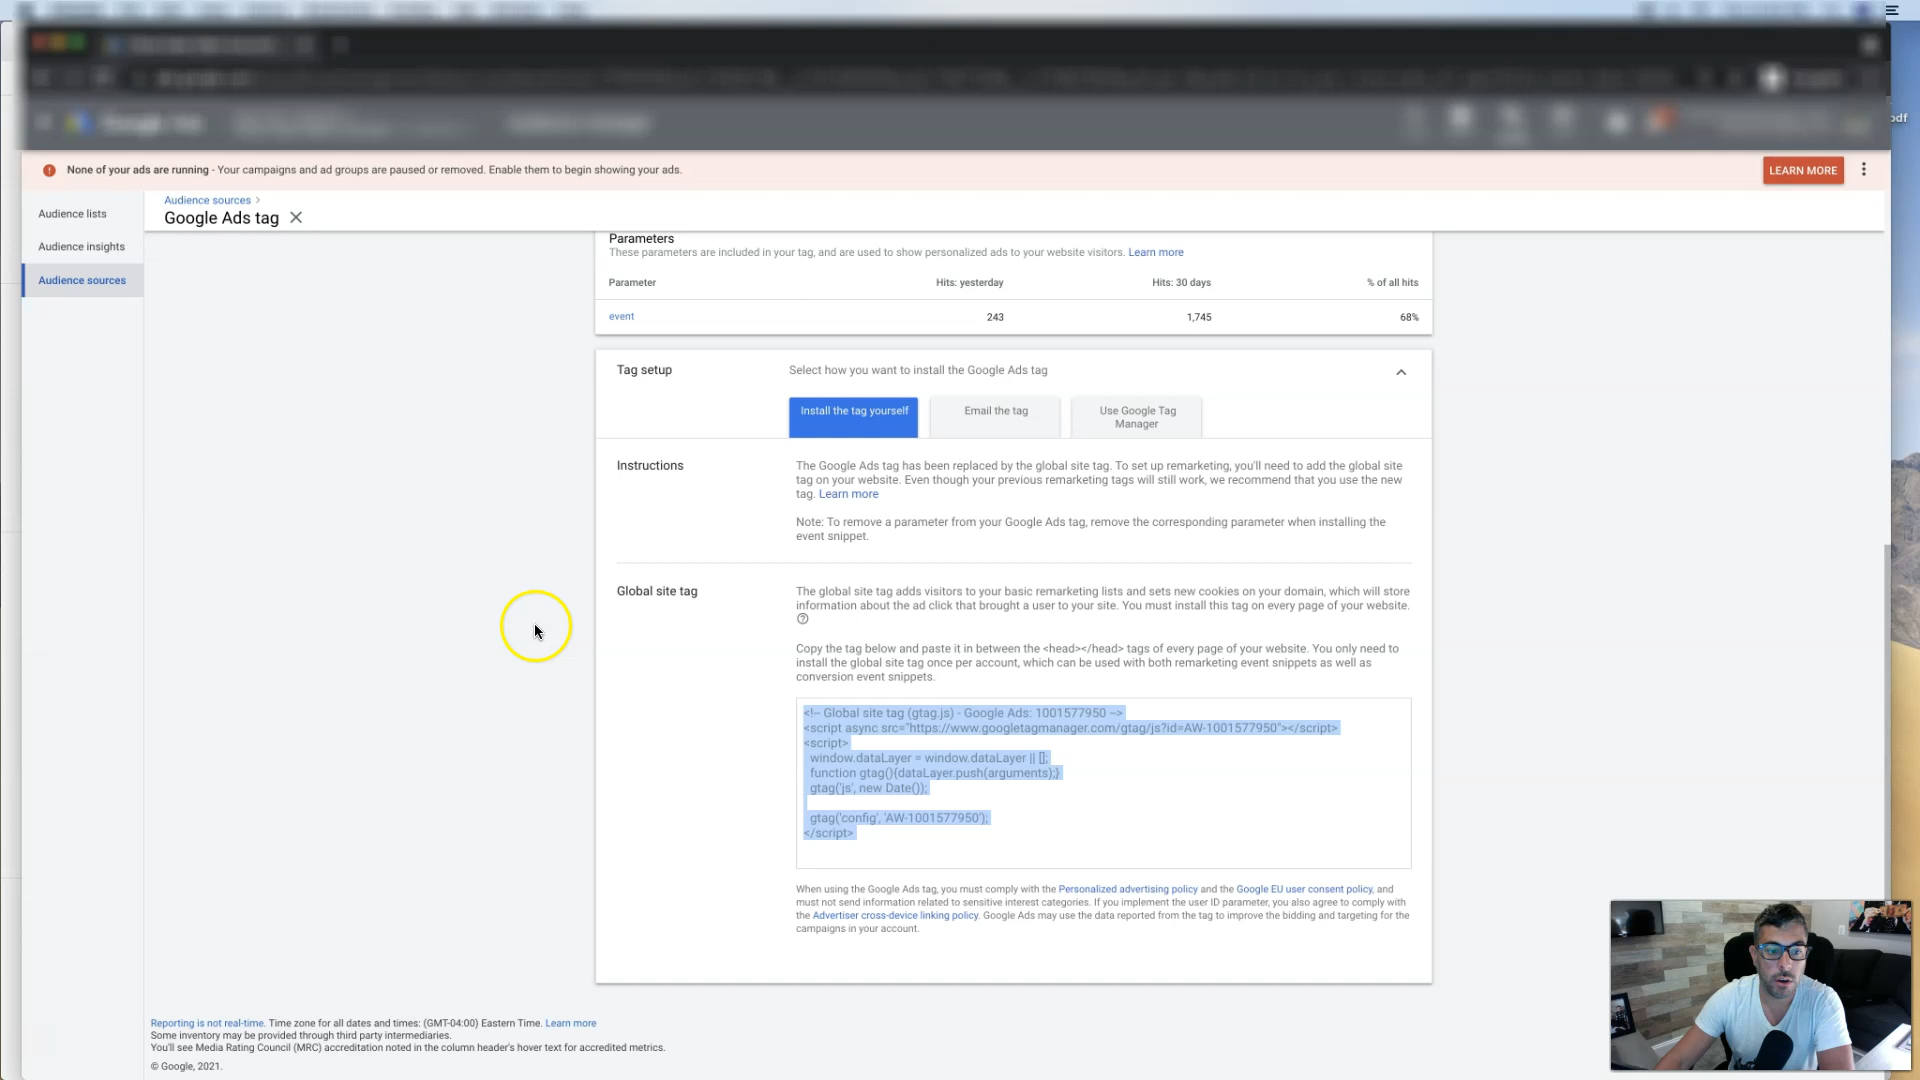 pdf
None of your ads are running - Your campaigns and ad groups are paused or removed. Enable them to begin showing your ads.
LEARN MORE
Audience lists
Audience insights
Audience sources
Audience sources >
Google Ads tag
Parameters
These parameters are included in your tag, and are used to show personalized ads to your website visitors. Learn more
Parameter Hits: yesterday Hits: 30 days % of all hits
event 243 1,745 68%
Tag setup
Select how you want to install the Google Ads tag
Install the tag yourself
Email the tag
Use Google Tag
Manager
Instructions
The Google Ads tag has been replaced by the global site tag. To set up remarketing, you'll need to add the global site
tag on your website. Even though your previous remarketing tags will still work, we recommend that you use the new
tag. Learn more
Note: To remove a parameter from your Google Ads tag, remove the corresponding parameter when installing the
event snippet.
Global site tag
The global site tag adds visitors to your basic remarketing lists and sets new cookies on your domain, which will store
information about the ad click that brought a user to your site. You must install this tag on every page of your website.
Copy the tag below and paste it in between the <head></head> tags of every page of your website. You only need to
install the global site tag once per account, which can be used with both remarketing event snippets as well as
conversion event snippets.
<!-- Global site tag (gtag.js) - Google Ads: 1001577950 -->
<script async src="https://www.googletagmanager.com/gtag/js?id=AW-1001577950"></script>
<script>
window.dataLayer = window.dataLayer || [];
function gtag(){dataLayer.push(arguments);}
gtag('js', new Date());
gtag('config', 'AW-1001577950');
</script>
When using the Google Ads tag, you must comply with the Personalized advertising policy and the Google EU user consent policy, and
must not send information related to sensitive interest categories. If you implement the user ID parameter, you also agree to comply with
the Advertiser cross-device linking policy. Google Ads may use the data reported from the tag to improve the bidding and targeting for the
campaigns in your account.
Reporting is not real-time. Time zone for all dates and times: (GMT-04:00) Eastern Time. Learn more
Some inventory may be provided through third party intermediaries.
You'll see Media Rating Council (MRC) accreditation noted in the column header's hover text for accredited metrics.
© Google, 2021.